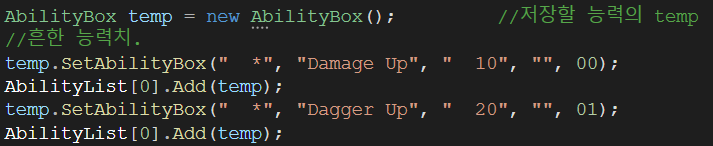 AbilityBox temp = new AbilityBox();          //저장할 능력의 temp
//흔한 능력치.
temp.SetAbilityBox("  *", "Damage Up", "  10", "", 00);
AbilityList[0].Add(temp);
temp.SetAbilityBox("  *", "Dagger Up", "  20", "", 01);
AbilityList[0].Add(temp);